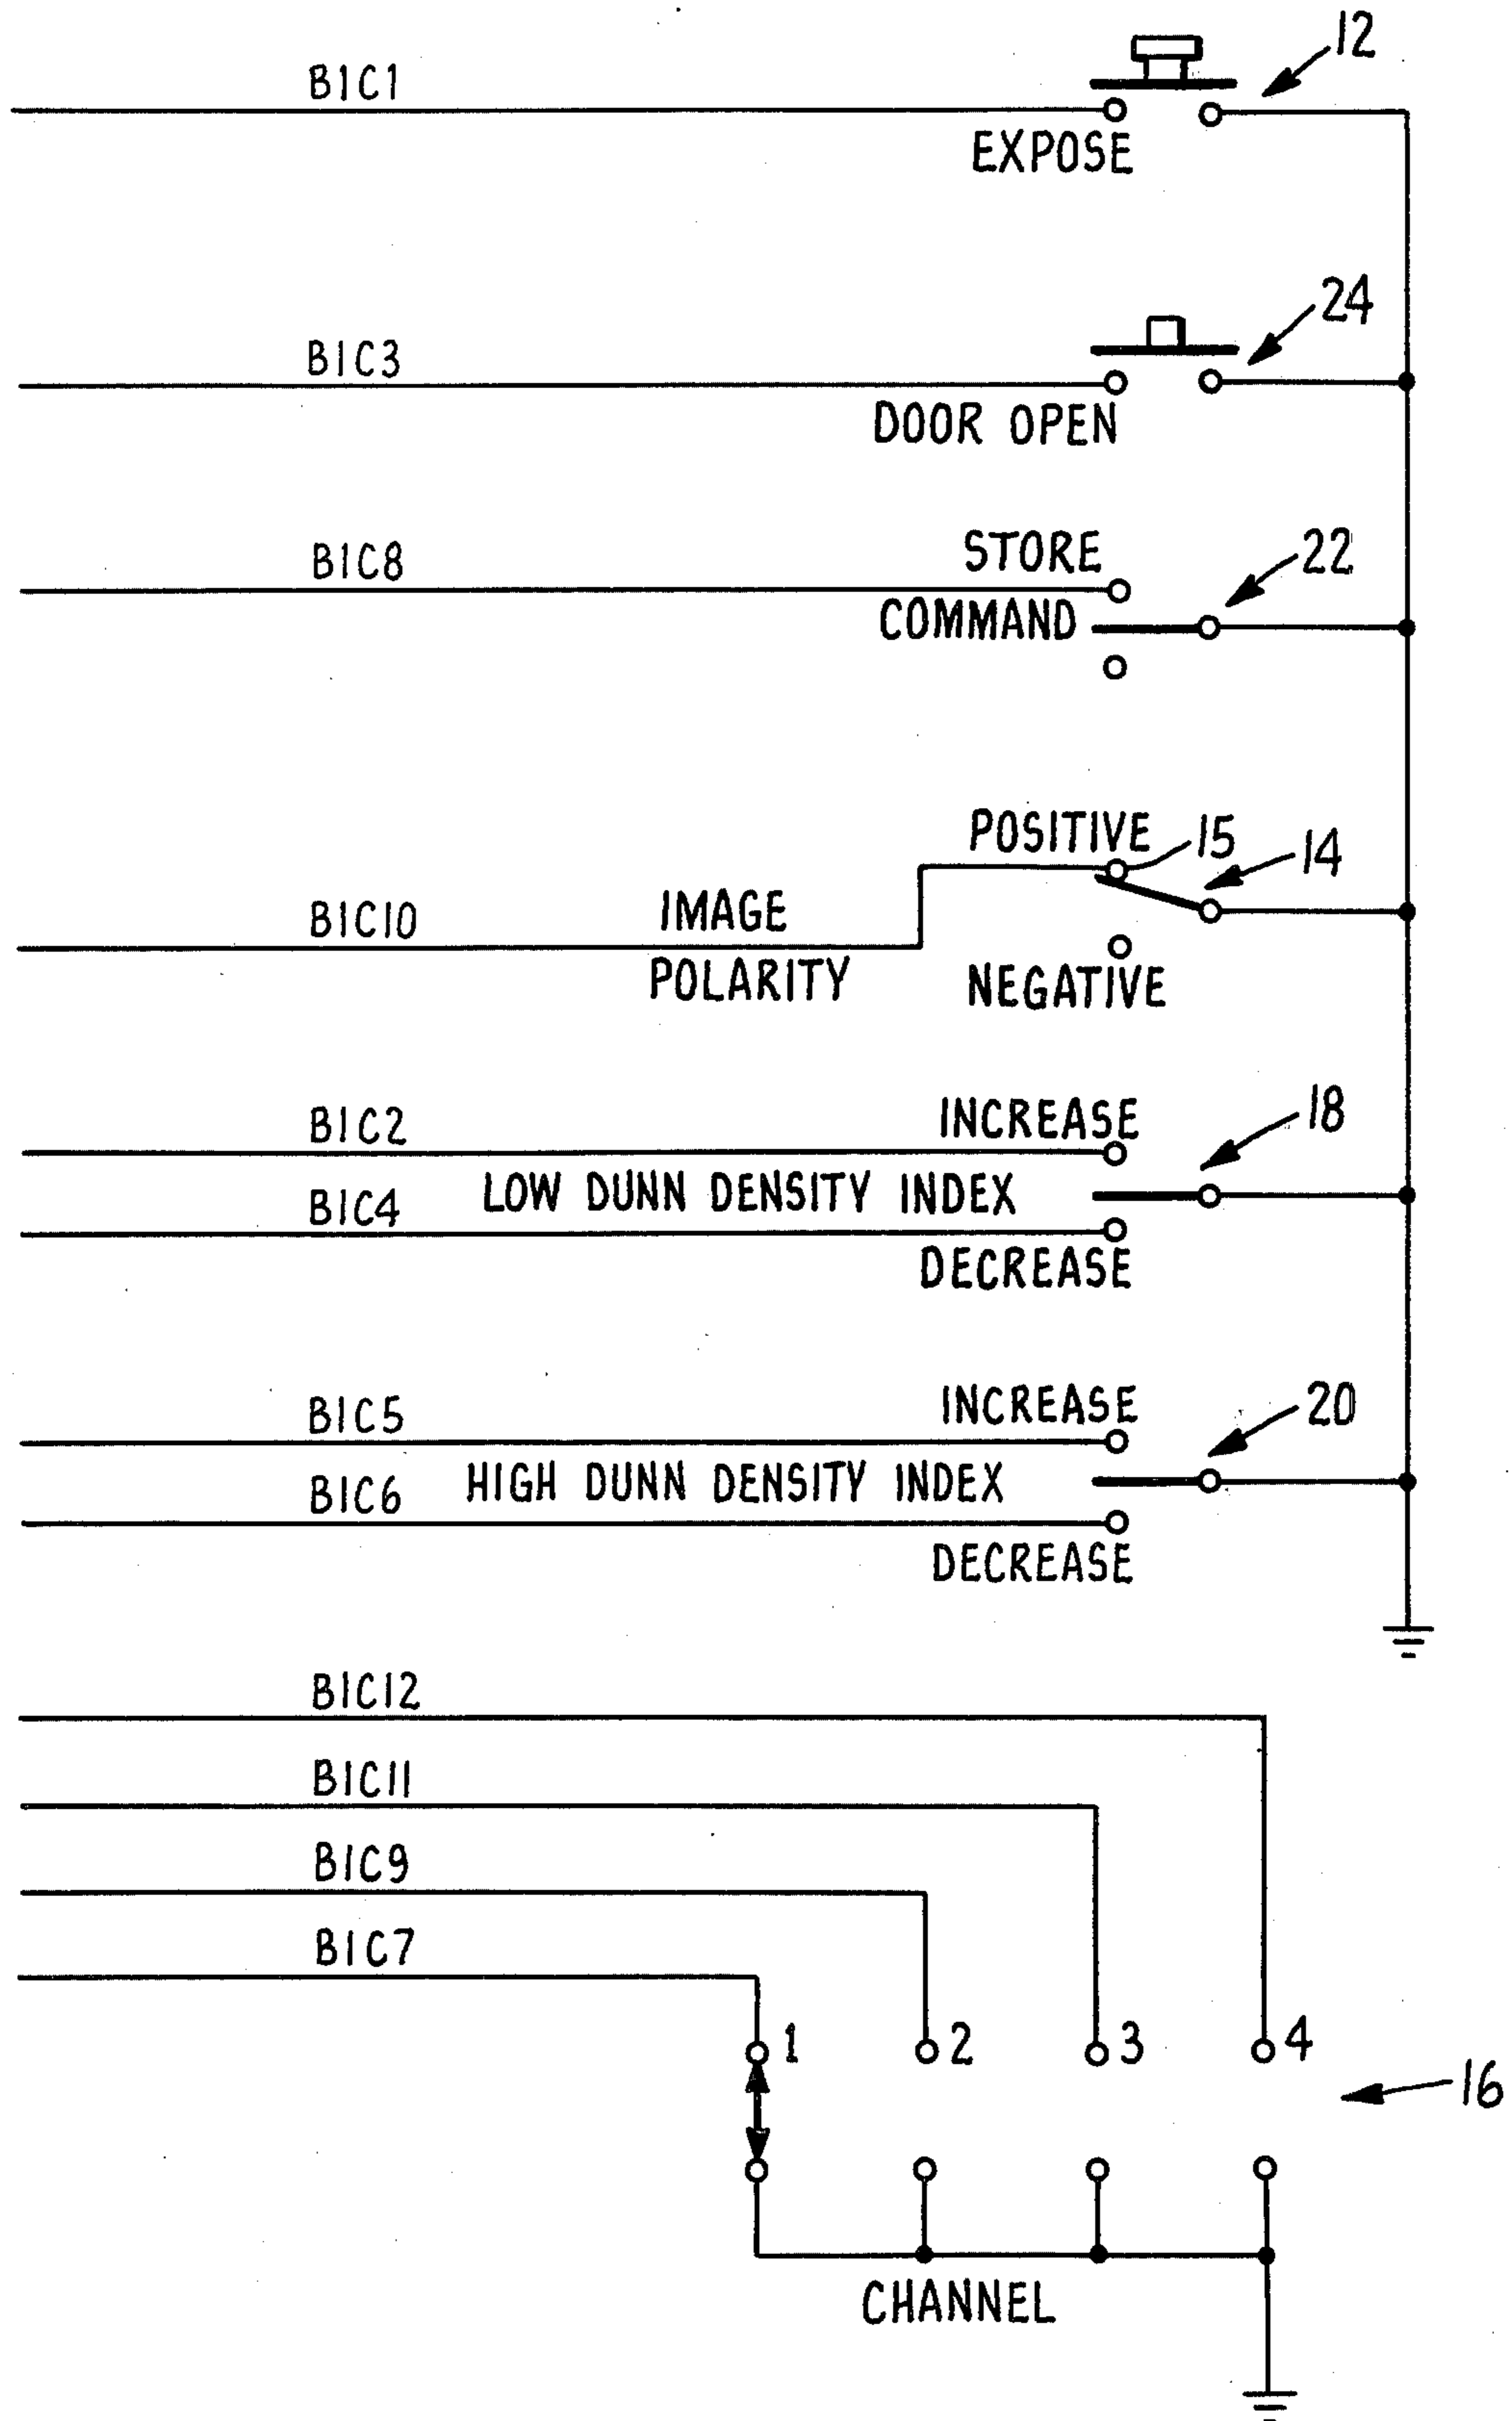 B1C1
12
EXPOSE
24
B1C3
DOOR OPEN
STORE
22
B1C8
COMMAND
POSITIVE
15
14
B1C10
IMAGE
POLARITY
NEGATIVE
18
B1C2
INCREASE
LOW DUNN DENSITY INDEX
B1C4
DECREASE
20
B1C5
INCREASE
HIGH DUNN DENSITY INDEX
B1C6
DECREASE
B1C12
B1C11
B1C9
B1C7
1 2 3 4
16
CHANNEL